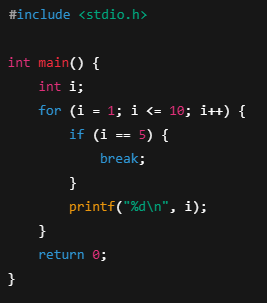 #include <stdio.h>

int main() {
    int i;
    for (i = 1; i <= 10; i++) {
        if (i == 5) {
            break;
        }
        printf("%d\n", i);
    }
    return 0;
}